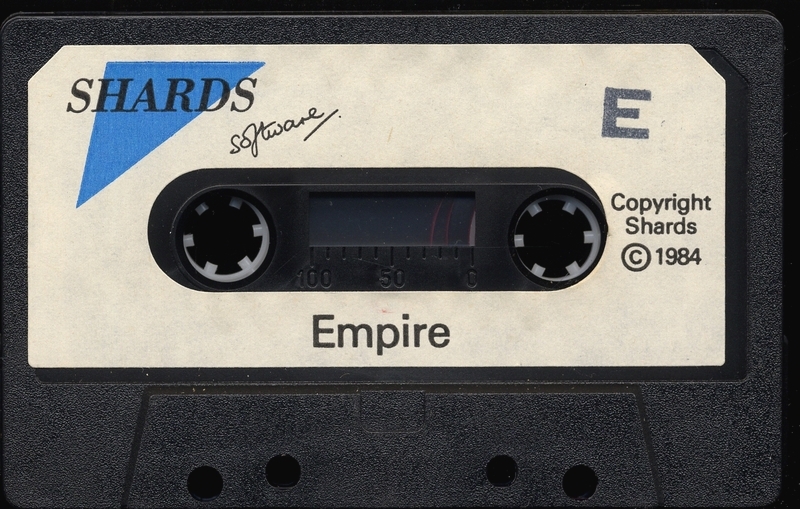 SHARDS
software
E
Copyright
Shards
© 1984
100 50 0
Empire